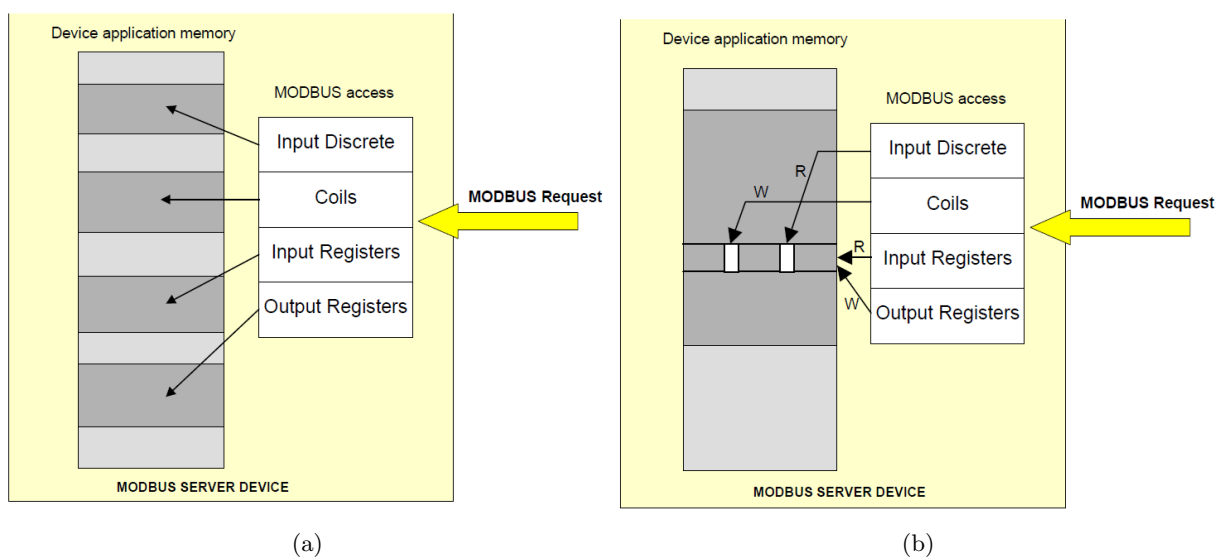 Device application memory
MODBUS access
Input Discrete
Coils
Input Registers
Output Registers
MODBUS Request
MODBUS SERVER DEVICE
(a)
Device application memory
MODBUS access
Input Discrete
R
W
Coils
MODBUS Request
R
Input Registers
W
Output Registers
MODBUS SERVER DEVICE
(b)